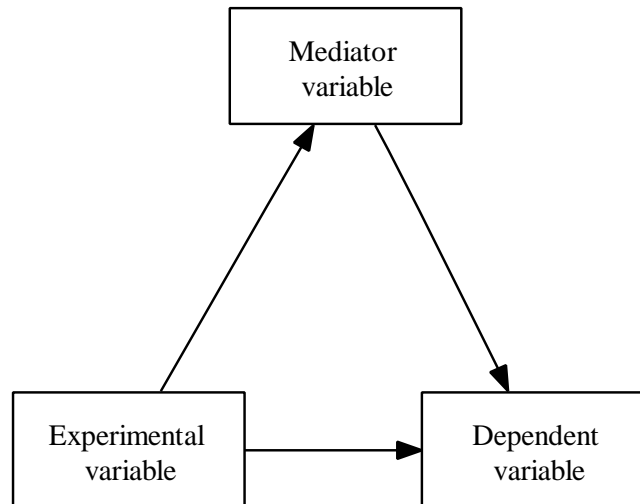 Mediator
variable
Experimental
variable
Dependent
variable